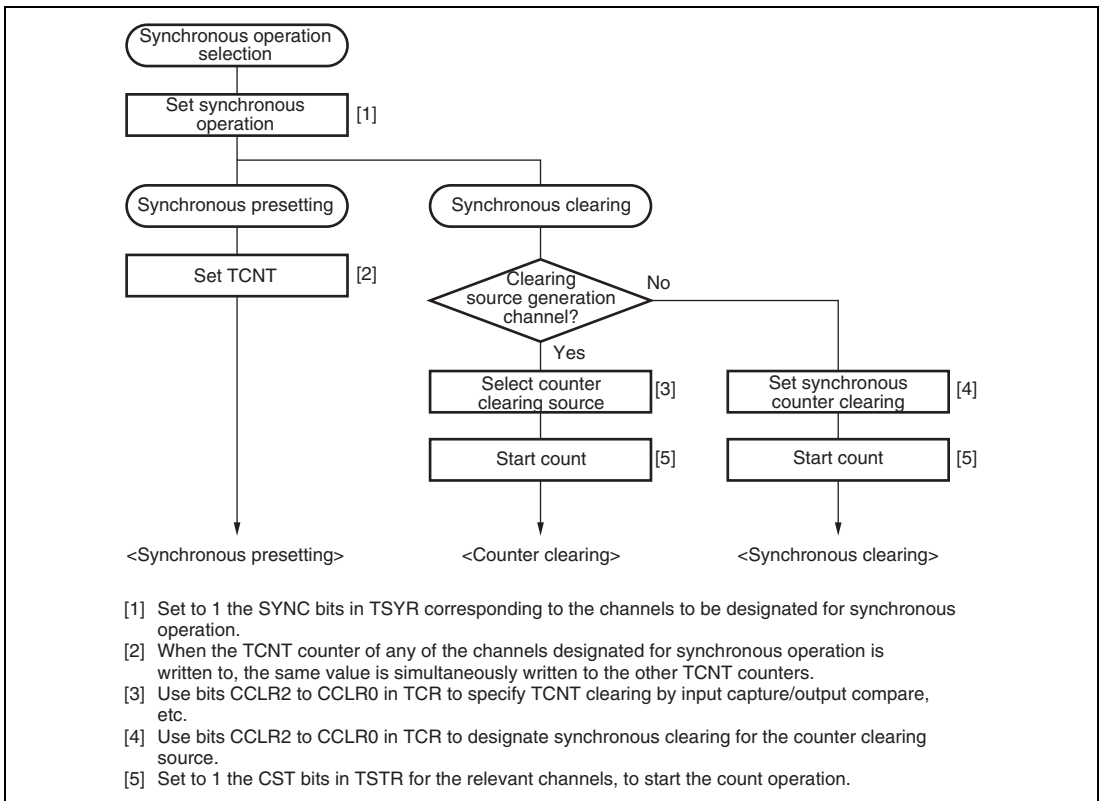 Synchronous operation
selection
Set synchronous
operation
[1]
Synchronous presetting
Synchronous clearing
Set TCNT
[2]
Clearing
source generation
channel?
No
Yes
Select counter
clearing source
[3]
Set synchronous
counter clearing
[4]
Start count
[5]
Start count
[5]
<Synchronous presetting>
<Counter clearing>
<Synchronous clearing>
[1] Set to 1 the SYNC bits in TSYR corresponding to the channels to be designated for synchronous
operation.
[2] When the TCNT counter of any of the channels designated for synchronous operation is
written to, the same value is simultaneously written to the other TCNT counters.
[3] Use bits CCLR2 to CCLR0 in TCR to specify TCNT clearing by input capture/output compare,
etc.
[4] Use bits CCLR2 to CCLR0 in TCR to designate synchronous clearing for the counter clearing
source.
[5] Set to 1 the CST bits in TSTR for the relevant channels, to start the count operation.